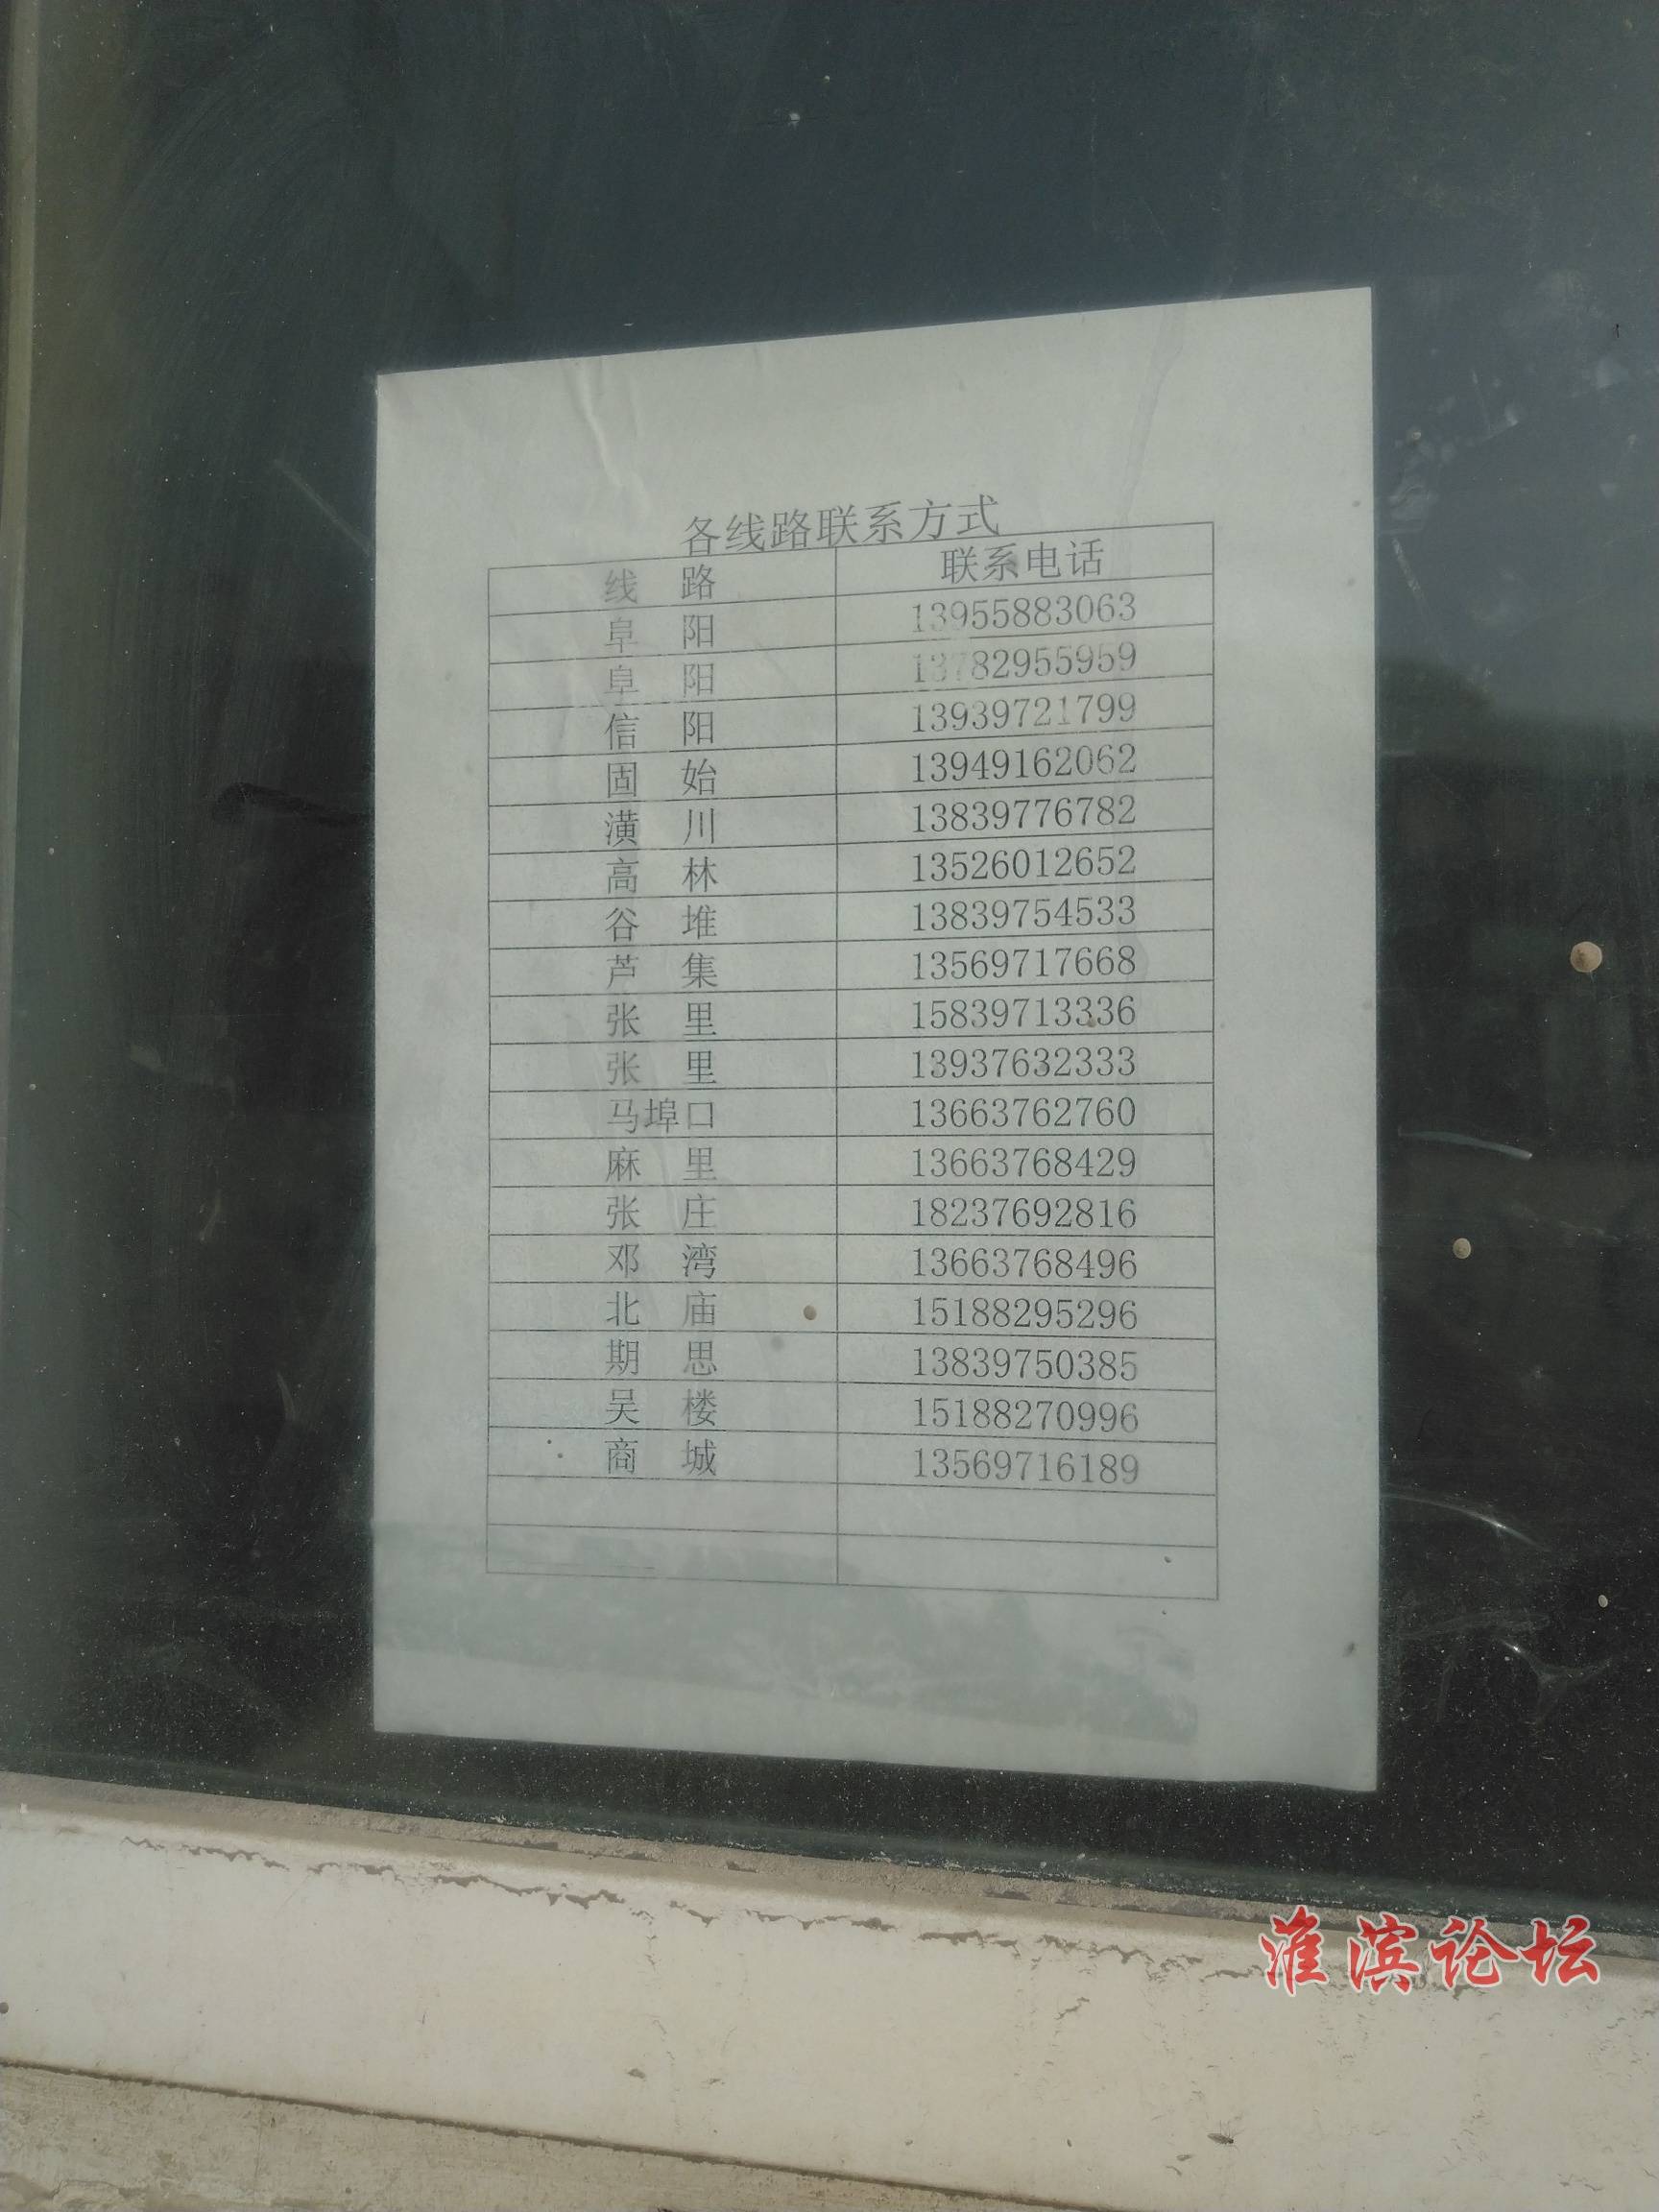 各线路联系方式
线 路 联系电话
阜 阳 13955883063
阜 阳 13782955959
信 阳 13939721799
固 始 13949162062
潢 川 13839776782
高 林 13526012652
谷 堆 13839754533
芦 集 13569717668
张 里 15839713336
张 里 13937632333
马埠口 13663762760
麻 里 13663768429
张 庄 18237692816
邓 湾 13663768496
北 庙 15188295296
期 思 13839750385
吴 楼 15188270996
商 城 13569716189
淮滨论坛